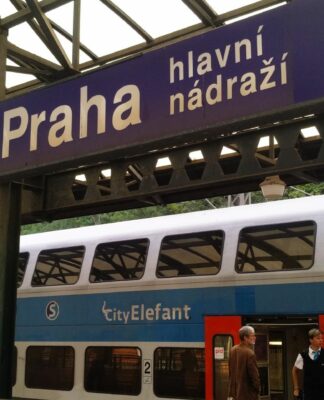 Praha hlavní
nádraží
S
CityElefant
2